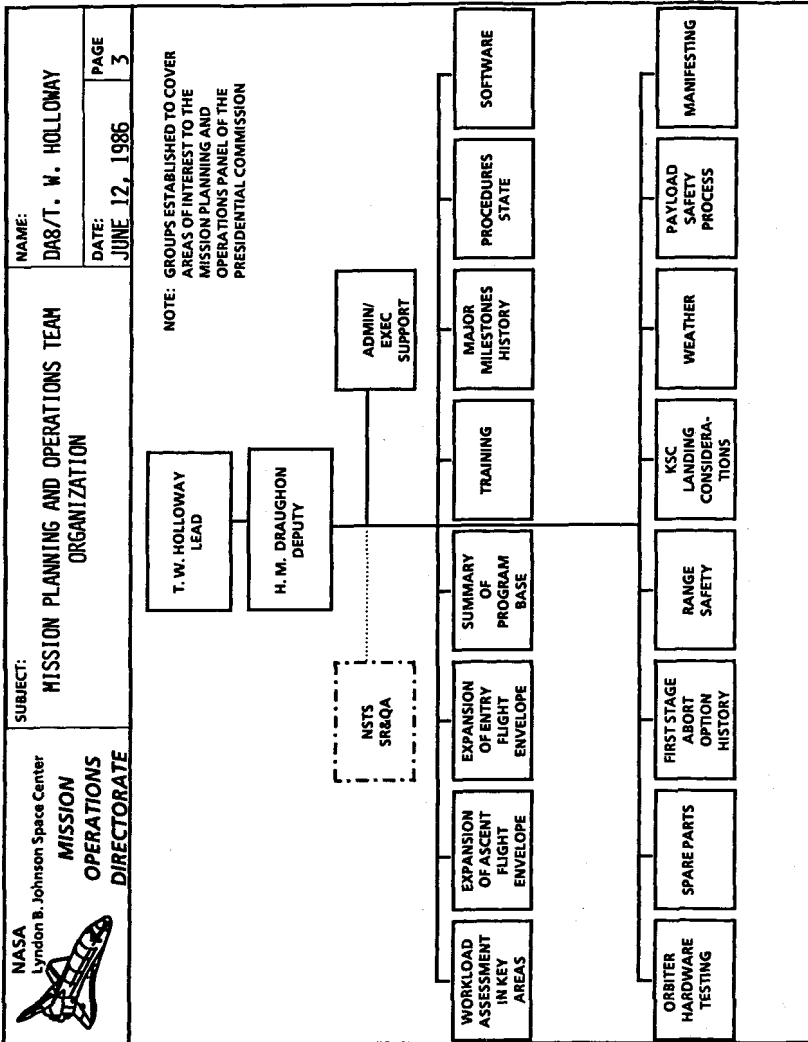 NASA
Lyndon B. Johnson Space Center
MISSION
OPERATIONS
DIRECTORATE
SUBJECT:
MISSION PLANNING AND OPERATIONS TEAM
ORGANIZATION
NAME:
DA8/T. W. HOLLOWAY
DATE:
JUNE 12, 1986
PAGE
3
NOTE: GROUPS ESTABLISHED TO COVER
AREAS OF INTEREST TO THE
MISSION PLANNING AND
OPERATIONS PANEL OF THE
PRESIDENTIAL COMMISSION
T. W. HOLLOWAY
LEAD
H. M. DRAUGHON
DEPUTY
NSTS
SR&QA
ADMIN/
EXEC
SUPPORT
WORKLOAD
ASSESSMENT
IN KEY
AREAS
EXPANSION
OF ASCENT
FLIGHT
ENVELOPE
EXPANSION
OF ENTRY
FLIGHT
ENVELOPE
SUMMARY
OF
PROGRAM
BASE
TRAINING
MAJOR
MILESTONES
HISTORY
PROCEDURES
STATE
SOFTWARE
ORBITER
HARDWARE
TESTING
SPARE PARTS
FIRST STAGE
ABORT
OPTION
HISTORY
RANGE
SAFETY
KSC
LANDING
CONSIDERA-
TIONS
WEATHER
PAYLOAD
SAFETY
PROCESS
MANIFESTING